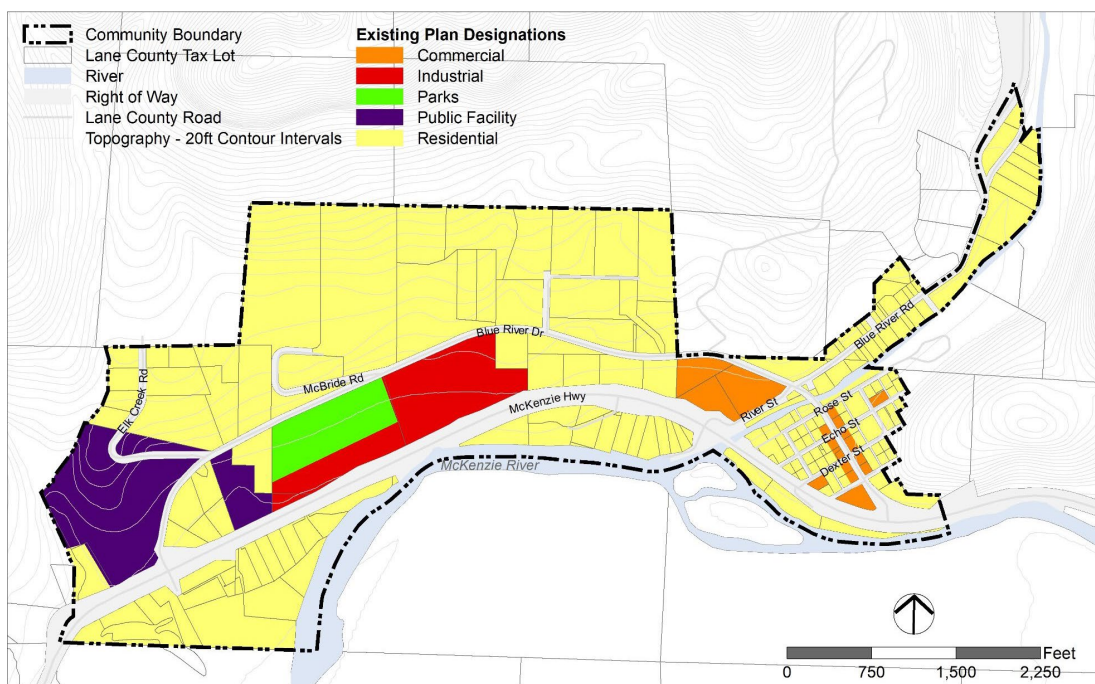 Community Boundary
Lane County Tax Lot
River
Right of Way
Lane County Road
Topography - 20ft Contour Intervals
Existing Plan Designations
Commercial
Industrial
Parks
Public Facility
Residential
Blue River Dr
McBride Rd
Elk Creek Rd
McKenzie Hwy
McKenzie River
Blue River Rd
River St
Rose St
Echo St
Dexter St
Feet
0 750 1,500 2,250